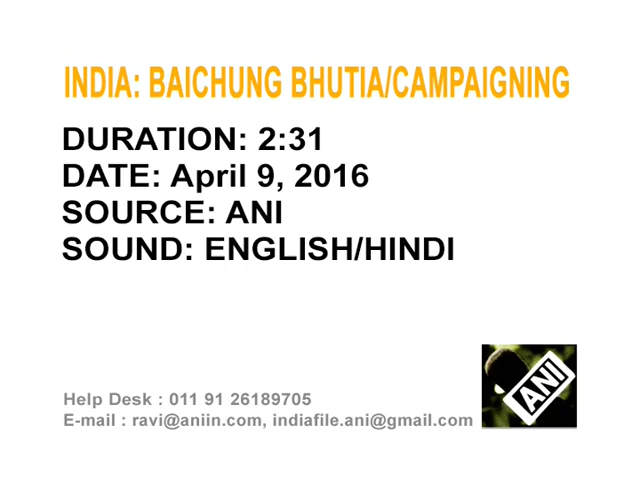 INDIA: BAICHUNG BHUTIA/CAMPAIGNING
DURATION: 2:31
DATE: April 9, 2016
SOURCE: ANI
SOUND: ENGLISH/HINDI
Help Desk : 011 91 26189705
E-mail : ravi@aniin.com, indiafile.ani@gmail.com
ANI